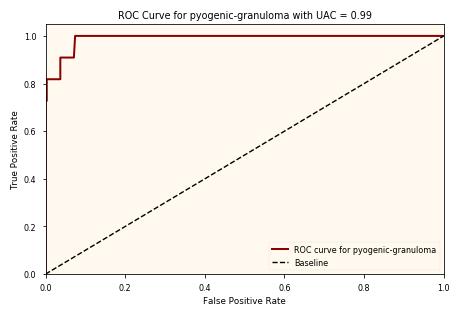 ROC Curve for pyogenic-granuloma with UAC = 0.99
1.0
0.8
0.6
0.4
0.2
0.0
True Positive Rate
ROC curve for pyogenic-granuloma
Baseline
0.0 0.2 0.4 0.6 0.8 1.0
False Positive Rate